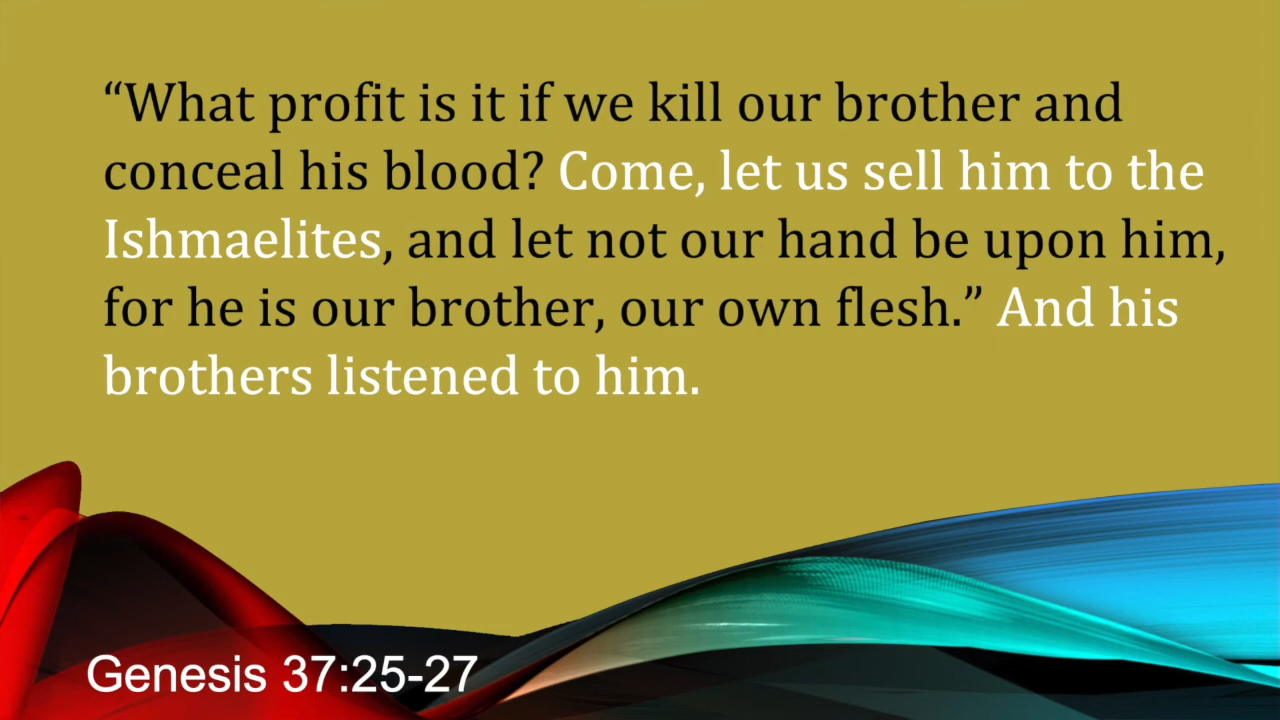 “What profit is it if we kill our brother and
conceal his blood? Come, let us sell him to the
Ishmaelites, and let not our hand be upon him,
for he is our brother, our own flesh.” And his
brothers listened to him.
Genesis 37:25-27